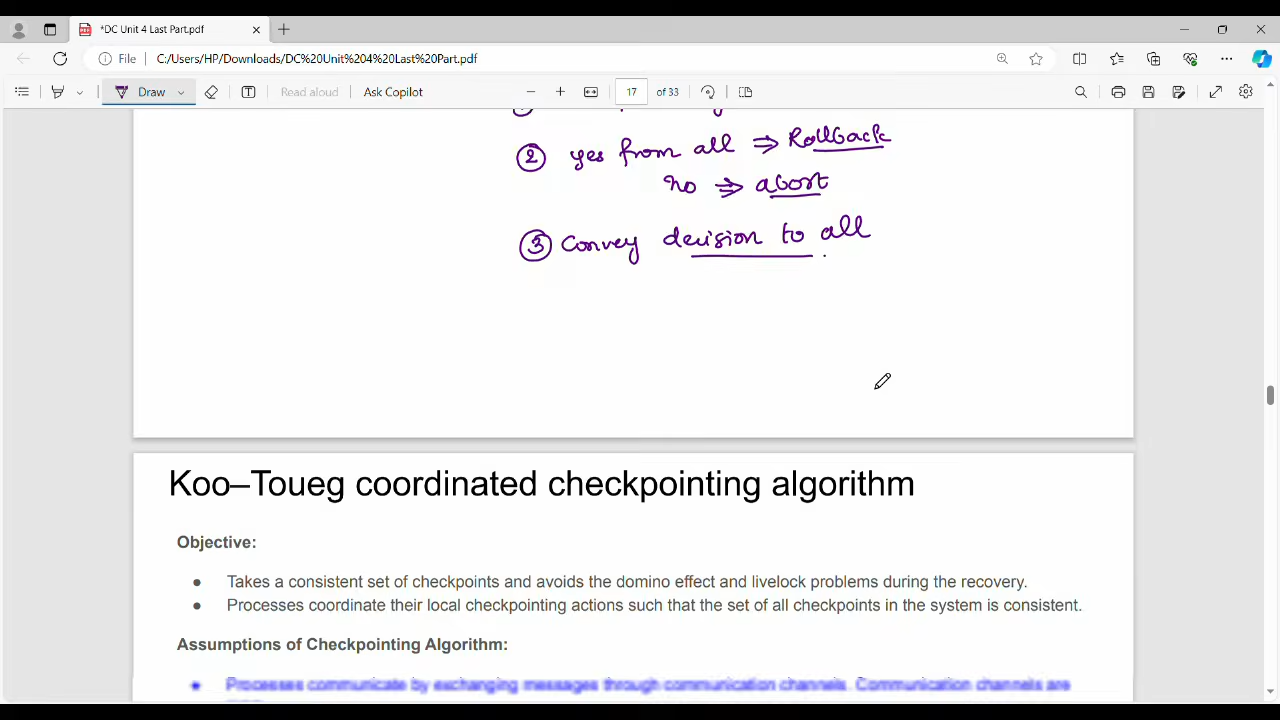 *DC Unit 4 Last Part.pdf
File C:/Users/HP/Downloads/DC%20Unit%204%20Last%20Part.pdf
Draw Read aloud Ask Copilot 17 of 33
② yes from all ⇒ Rollback
no ⇒ abort
③ Convey decision to all
Koo–Toueg coordinated checkpointing algorithm
Objective:
● Takes a consistent set of checkpoints and avoids the domino effect and livelock problems during the recovery.
● Processes coordinate their local checkpointing actions such that the set of all checkpoints in the system is consistent.
Assumptions of Checkpointing Algorithm:
● Processes communicate by exchanging messages through communication channels. Communication channels are